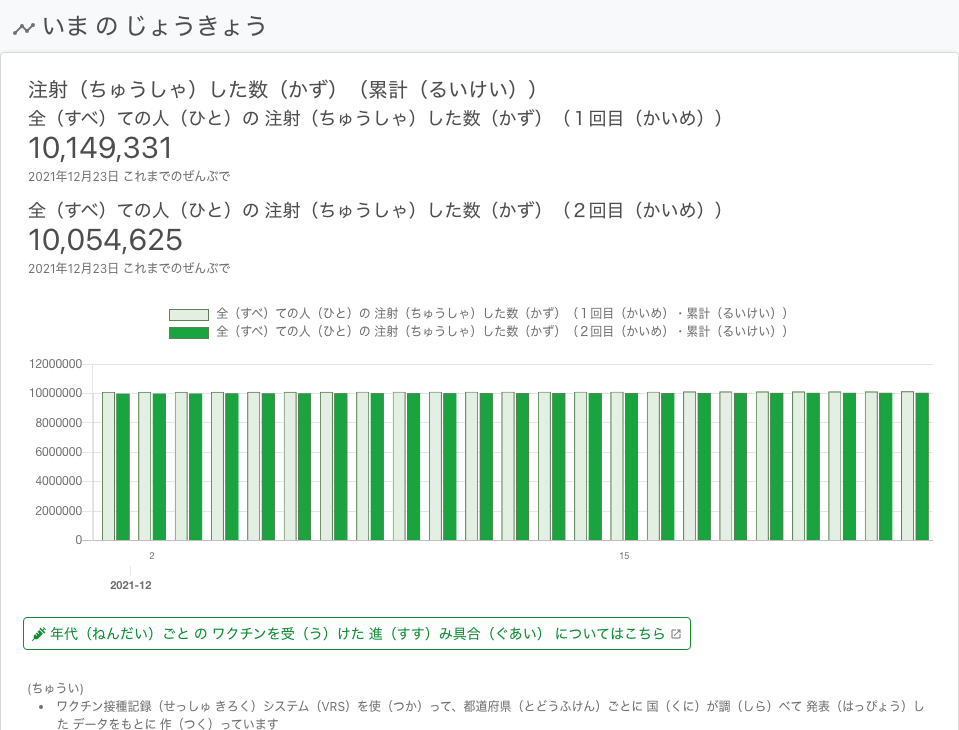 いま の じょうきょう
注射（ちゅうしゃ）した数（かず）（累計（るいけい））
全（すべ）ての人（ひと）の 注射（ちゅうしゃ）した数（かず）（１回目（かいめ））
10,149,331
2021年12月23日 これまでのぜんぶで
全（すべ）ての人（ひと）の 注射（ちゅうしゃ）した数（かず）（２回目（かいめ））
10,054,625
2021年12月23日 これまでのぜんぶで
全（すべ）ての人（ひと）の 注射（ちゅうしゃ）した数（かず）（１回目（かいめ）・累計（るいけい））
全（すべ）ての人（ひと）の 注射（ちゅうしゃ）した数（かず）（２回目（かいめ）・累計（るいけい））
12000000
10000000
8000000
6000000
4000000
2000000
0
2 15
2021-12
年代（ねんだい）ごと の ワクチンを受（う）けた 進（すす）み具合（ぐあい） についてはこちら
(ちゅうい)
• ワクチン接種記録（せっしゅ きろく）システム（VRS）を使（つか）って、都道府県（とどうふけん）ごとに 国（くに）が調（しら）べて 発表（はっぴょう）し
た データをもとに 作（つく）っています